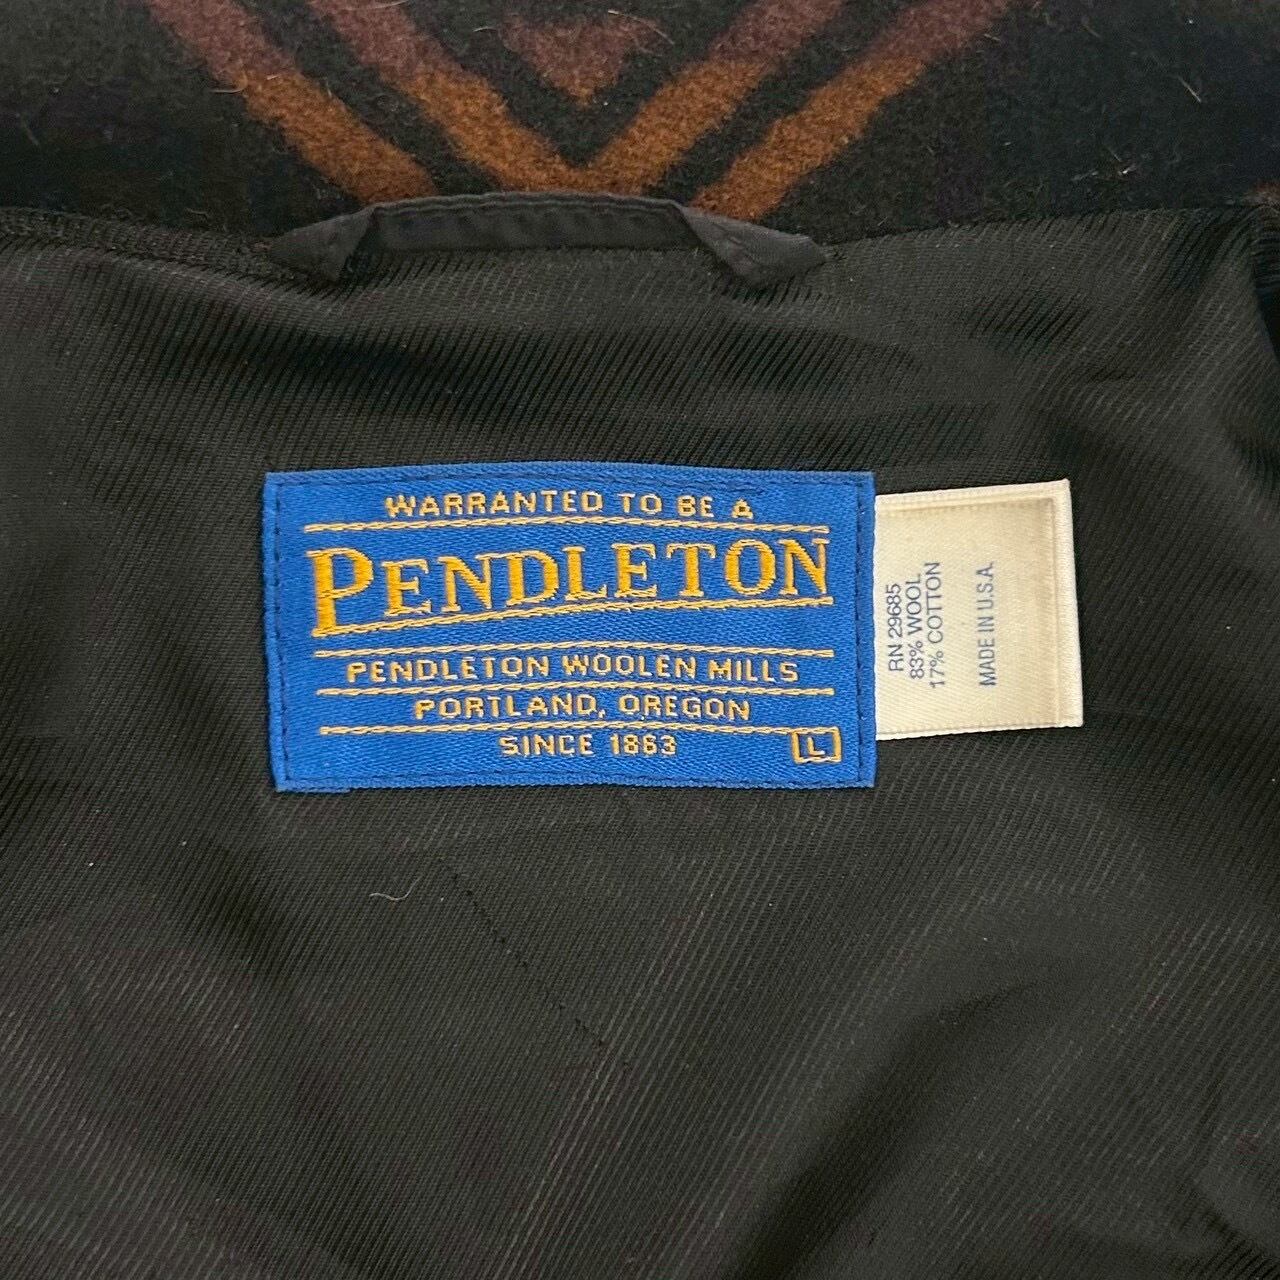 WARRANTED TO BE A
PENDLETON
PENDLETON WOOLEN MILLS
PORTLAND, OREGON
SINCE 1863
L
RN 29685
83% WOOL
17% COTTON
MADE IN U.S.A.